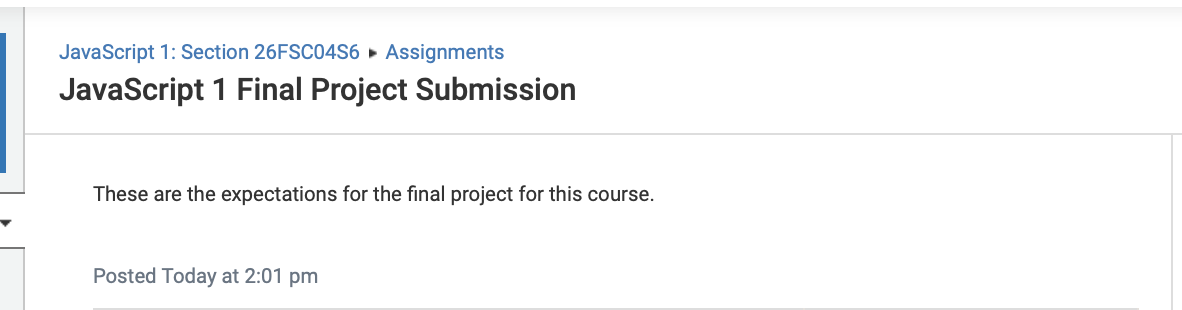 JavaScript 1: Section 26FSC04S6 ▸ Assignments
JavaScript 1 Final Project Submission
These are the expectations for the final project for this course.
Posted Today at 2:01 pm